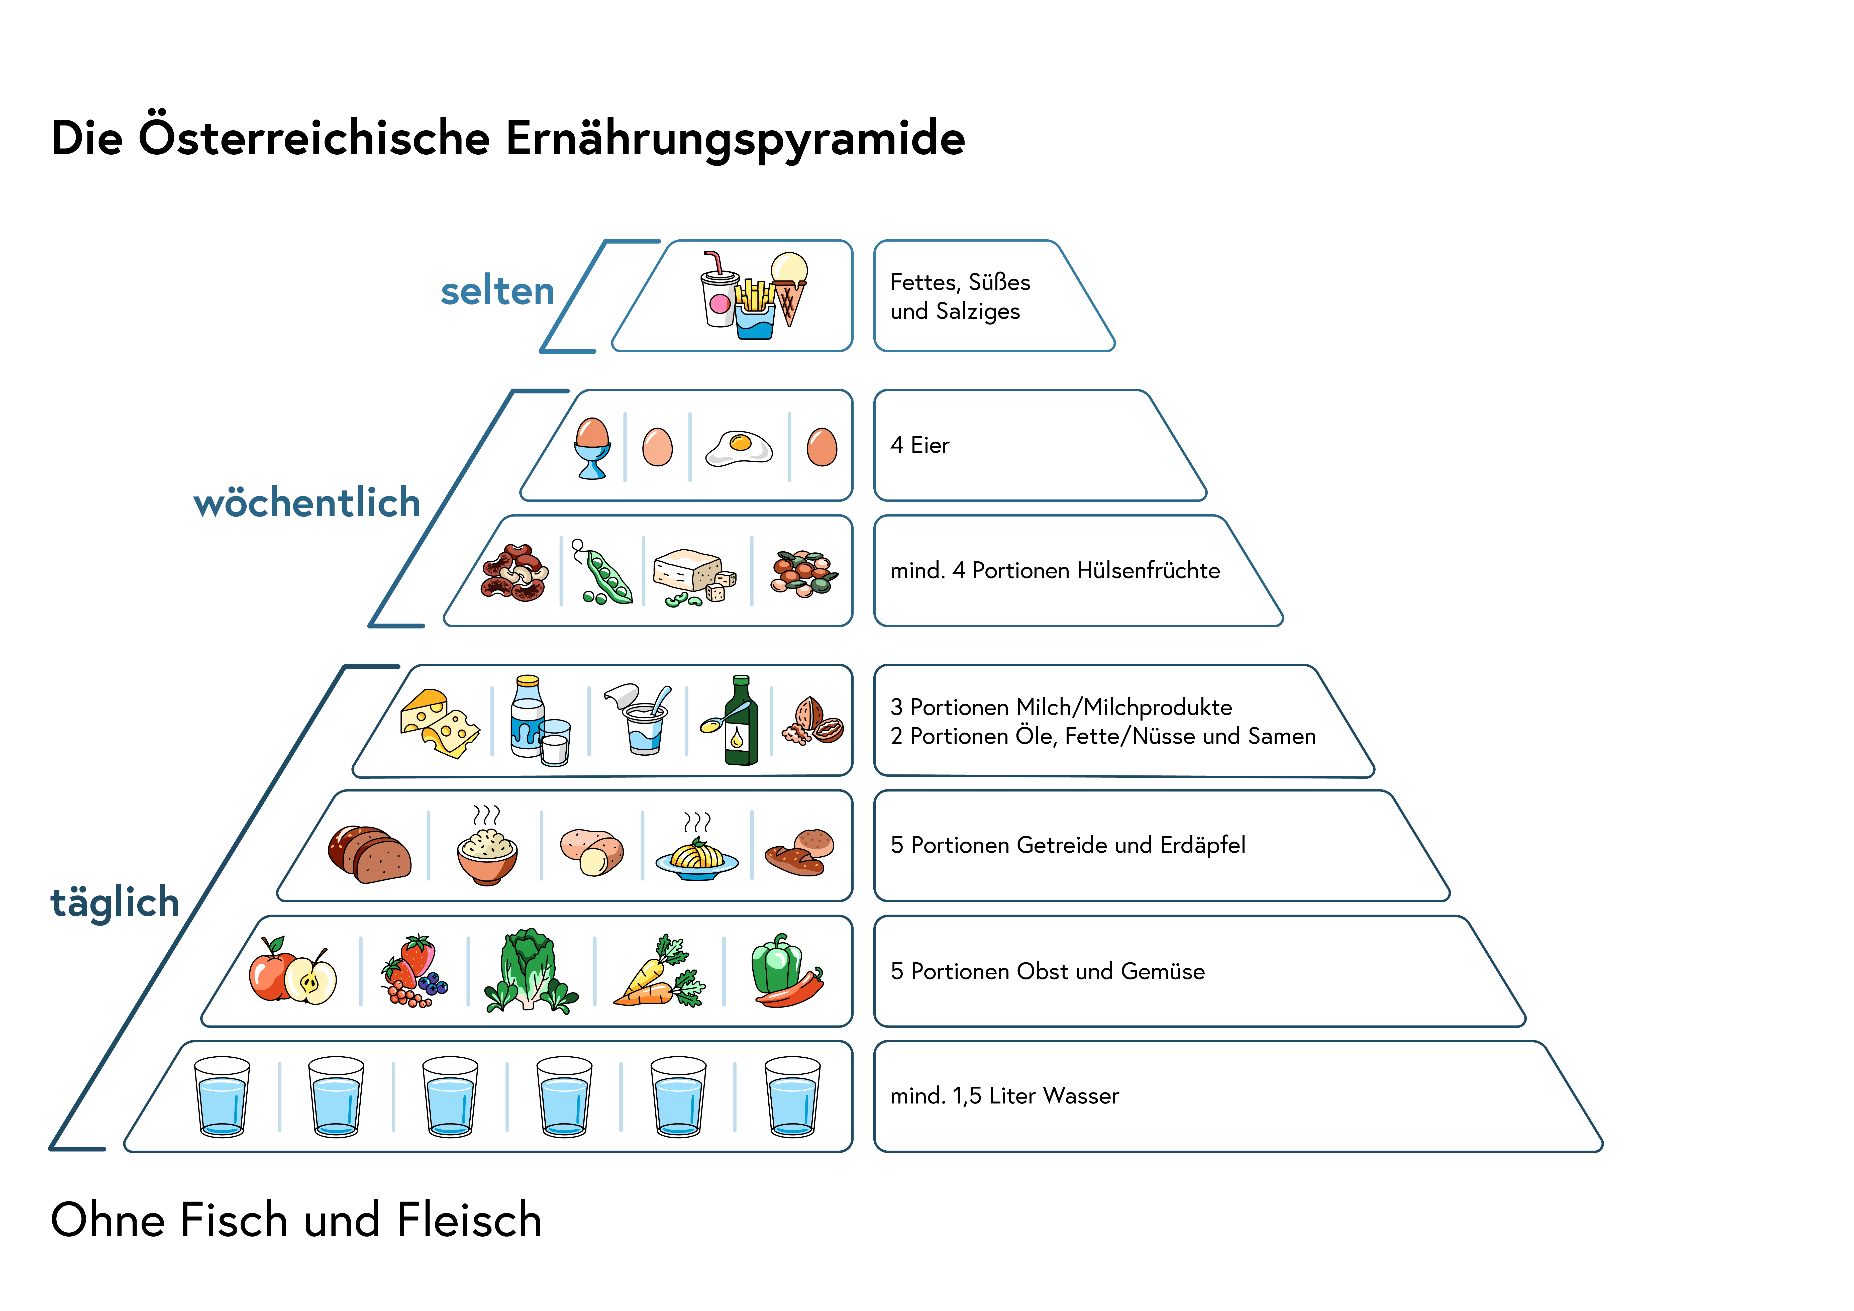 Die Österreichische Ernährungspyramide
selten
Fettes, Süßes
und Salziges
wöchentlich
4 Eier
mind. 4 Portionen Hülsenfrüchte
täglich
3 Portionen Milch/Milchprodukte
2 Portionen Öle, Fette/Nüsse und Samen
5 Portionen Getreide und Erdäpfel
5 Portionen Obst und Gemüse
mind. 1,5 Liter Wasser
Ohne Fisch und Fleisch